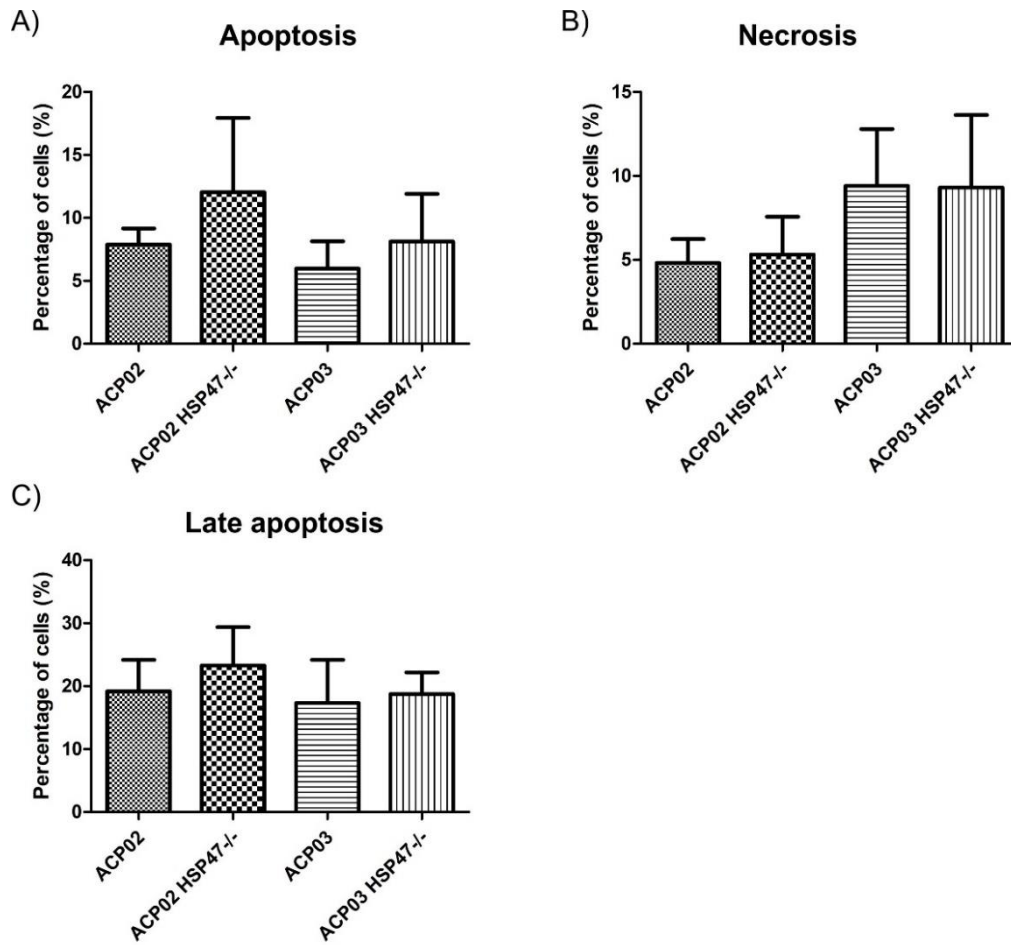 A)
Apoptosis
Percentage of cells (%)
20
15
10
5
0
ACP02
ACP02 HSP47-/-
ACP03
ACP03 HSP47-/-
B)
Necrosis
Percentage of cells (%)
15
10
5
0
ACP02
ACP02 HSP47-/-
ACP03
ACP03 HSP47-/-
C)
Late apoptosis
Percentage of cells (%)
40
30
20
10
0
ACP02
ACP02 HSP47-/-
ACP03
ACP03 HSP47-/-